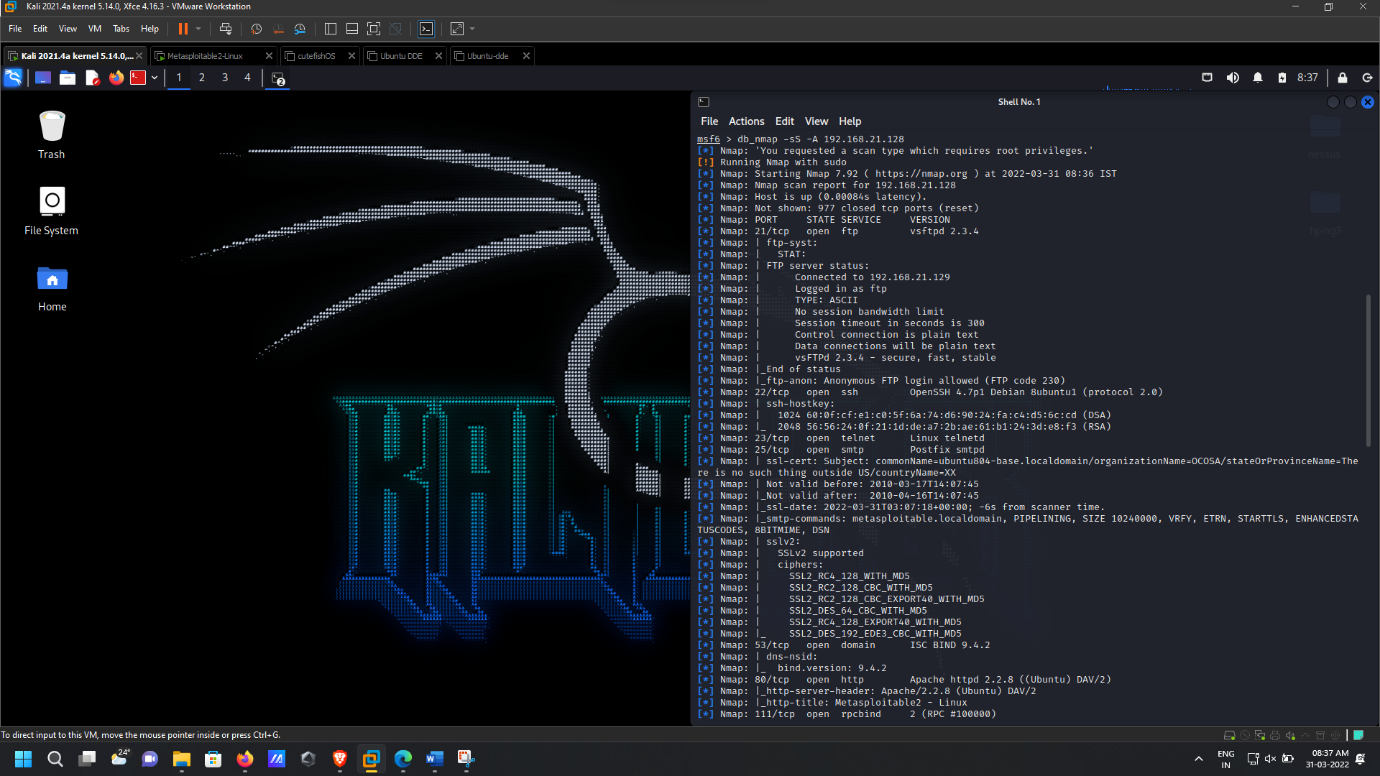 Kali 2021.4a kernel 5.14.0, Xfce 4.16.3 - VMware Workstation
File Edit View VM Tabs Help
Kali 2021.4a kernel 5.14.0,... Metasploitable2-Linux cutefishOS Ubuntu DDE Ubuntu-dde
1 2 3 4 2 8:37
Trash
File System
Home
Shell No. 1
File Actions Edit View Help
msf6 > db_nmap -sS -A 192.168.21.128
[*] Nmap: 'You requested a scan type which requires root privileges.'
[!] Running Nmap with sudo
[*] Nmap: Starting Nmap 7.92 ( https://nmap.org ) at 2022-03-31 08:36 IST
[*] Nmap: Nmap scan report for 192.168.21.128
[*] Nmap: Host is up (0.00084s latency).
[*] Nmap: Not shown: 977 closed tcp ports (reset)
[*] Nmap: PORT     STATE SERVICE     VERSION
[*] Nmap: 21/tcp   open  ftp         vsftpd 2.3.4
[*] Nmap: | ftp-syst:
[*] Nmap: |   STAT:
[*] Nmap: | FTP server status:
[*] Nmap: |      Connected to 192.168.21.129
[*] Nmap: |      Logged in as ftp
[*] Nmap: |      TYPE: ASCII
[*] Nmap: |      No session bandwidth limit
[*] Nmap: |      Session timeout in seconds is 300
[*] Nmap: |      Control connection is plain text
[*] Nmap: |      Data connections will be plain text
[*] Nmap: |      vsFTPd 2.3.4 - secure, fast, stable
[*] Nmap: |_End of status
[*] Nmap: |_ftp-anon: Anonymous FTP login allowed (FTP code 230)
[*] Nmap: 22/tcp   open  ssh         OpenSSH 4.7p1 Debian 8ubuntu1 (protocol 2.0)
[*] Nmap: | ssh-hostkey:
[*] Nmap: |   1024 60:0f:cf:e1:c0:5f:6a:74:d6:90:24:fa:c4:d5:6c:cd (DSA)
[*] Nmap: |_  2048 56:56:24:0f:21:1d:de:a7:2b:ae:61:b1:24:3d:e8:f3 (RSA)
[*] Nmap: 23/tcp   open  telnet      Linux telnetd
[*] Nmap: 25/tcp   open  smtp        Postfix smtpd
[*] Nmap: | ssl-cert: Subject: commonName=ubuntu804-base.localdomain/organizationName=OCOSA/stateOrProvinceName=The
re is no such thing outside US/countryName=XX
[*] Nmap: | Not valid before: 2010-03-17T14:07:45
[*] Nmap: |_Not valid after:  2010-04-16T14:07:45
[*] Nmap: |_ssl-date: 2022-03-31T03:07:18+00:00; -6s from scanner time.
[*] Nmap: |_smtp-commands: metasploitable.localdomain, PIPELINING, SIZE 10240000, VRFY, ETRN, STARTTLS, ENHANCEDSTA
TUSCODES, 8BITMIME, DSN
[*] Nmap: | sslv2:
[*] Nmap: |   SSLv2 supported
[*] Nmap: |   ciphers:
[*] Nmap: |     SSL2_RC4_128_WITH_MD5
[*] Nmap: |     SSL2_RC2_128_CBC_WITH_MD5
[*] Nmap: |     SSL2_RC2_128_CBC_EXPORT40_WITH_MD5
[*] Nmap: |     SSL2_DES_64_CBC_WITH_MD5
[*] Nmap: |     SSL2_RC4_128_EXPORT40_WITH_MD5
[*] Nmap: |_    SSL2_DES_192_EDE3_CBC_WITH_MD5
[*] Nmap: 53/tcp   open  domain      ISC BIND 9.4.2
[*] Nmap: | dns-nsid:
[*] Nmap: |_  bind.version: 9.4.2
[*] Nmap: 80/tcp   open  http        Apache httpd 2.2.8 ((Ubuntu) DAV/2)
[*] Nmap: |_http-server-header: Apache/2.2.8 (Ubuntu) DAV/2
[*] Nmap: |_http-title: Metasploitable2 - Linux
[*] Nmap: 111/tcp  open  rpcbind     2 (RPC #100000)
To direct input to this VM, move the mouse pointer inside or press Ctrl+G.
24°
ENG
IN
08:37 AM
31-03-2022